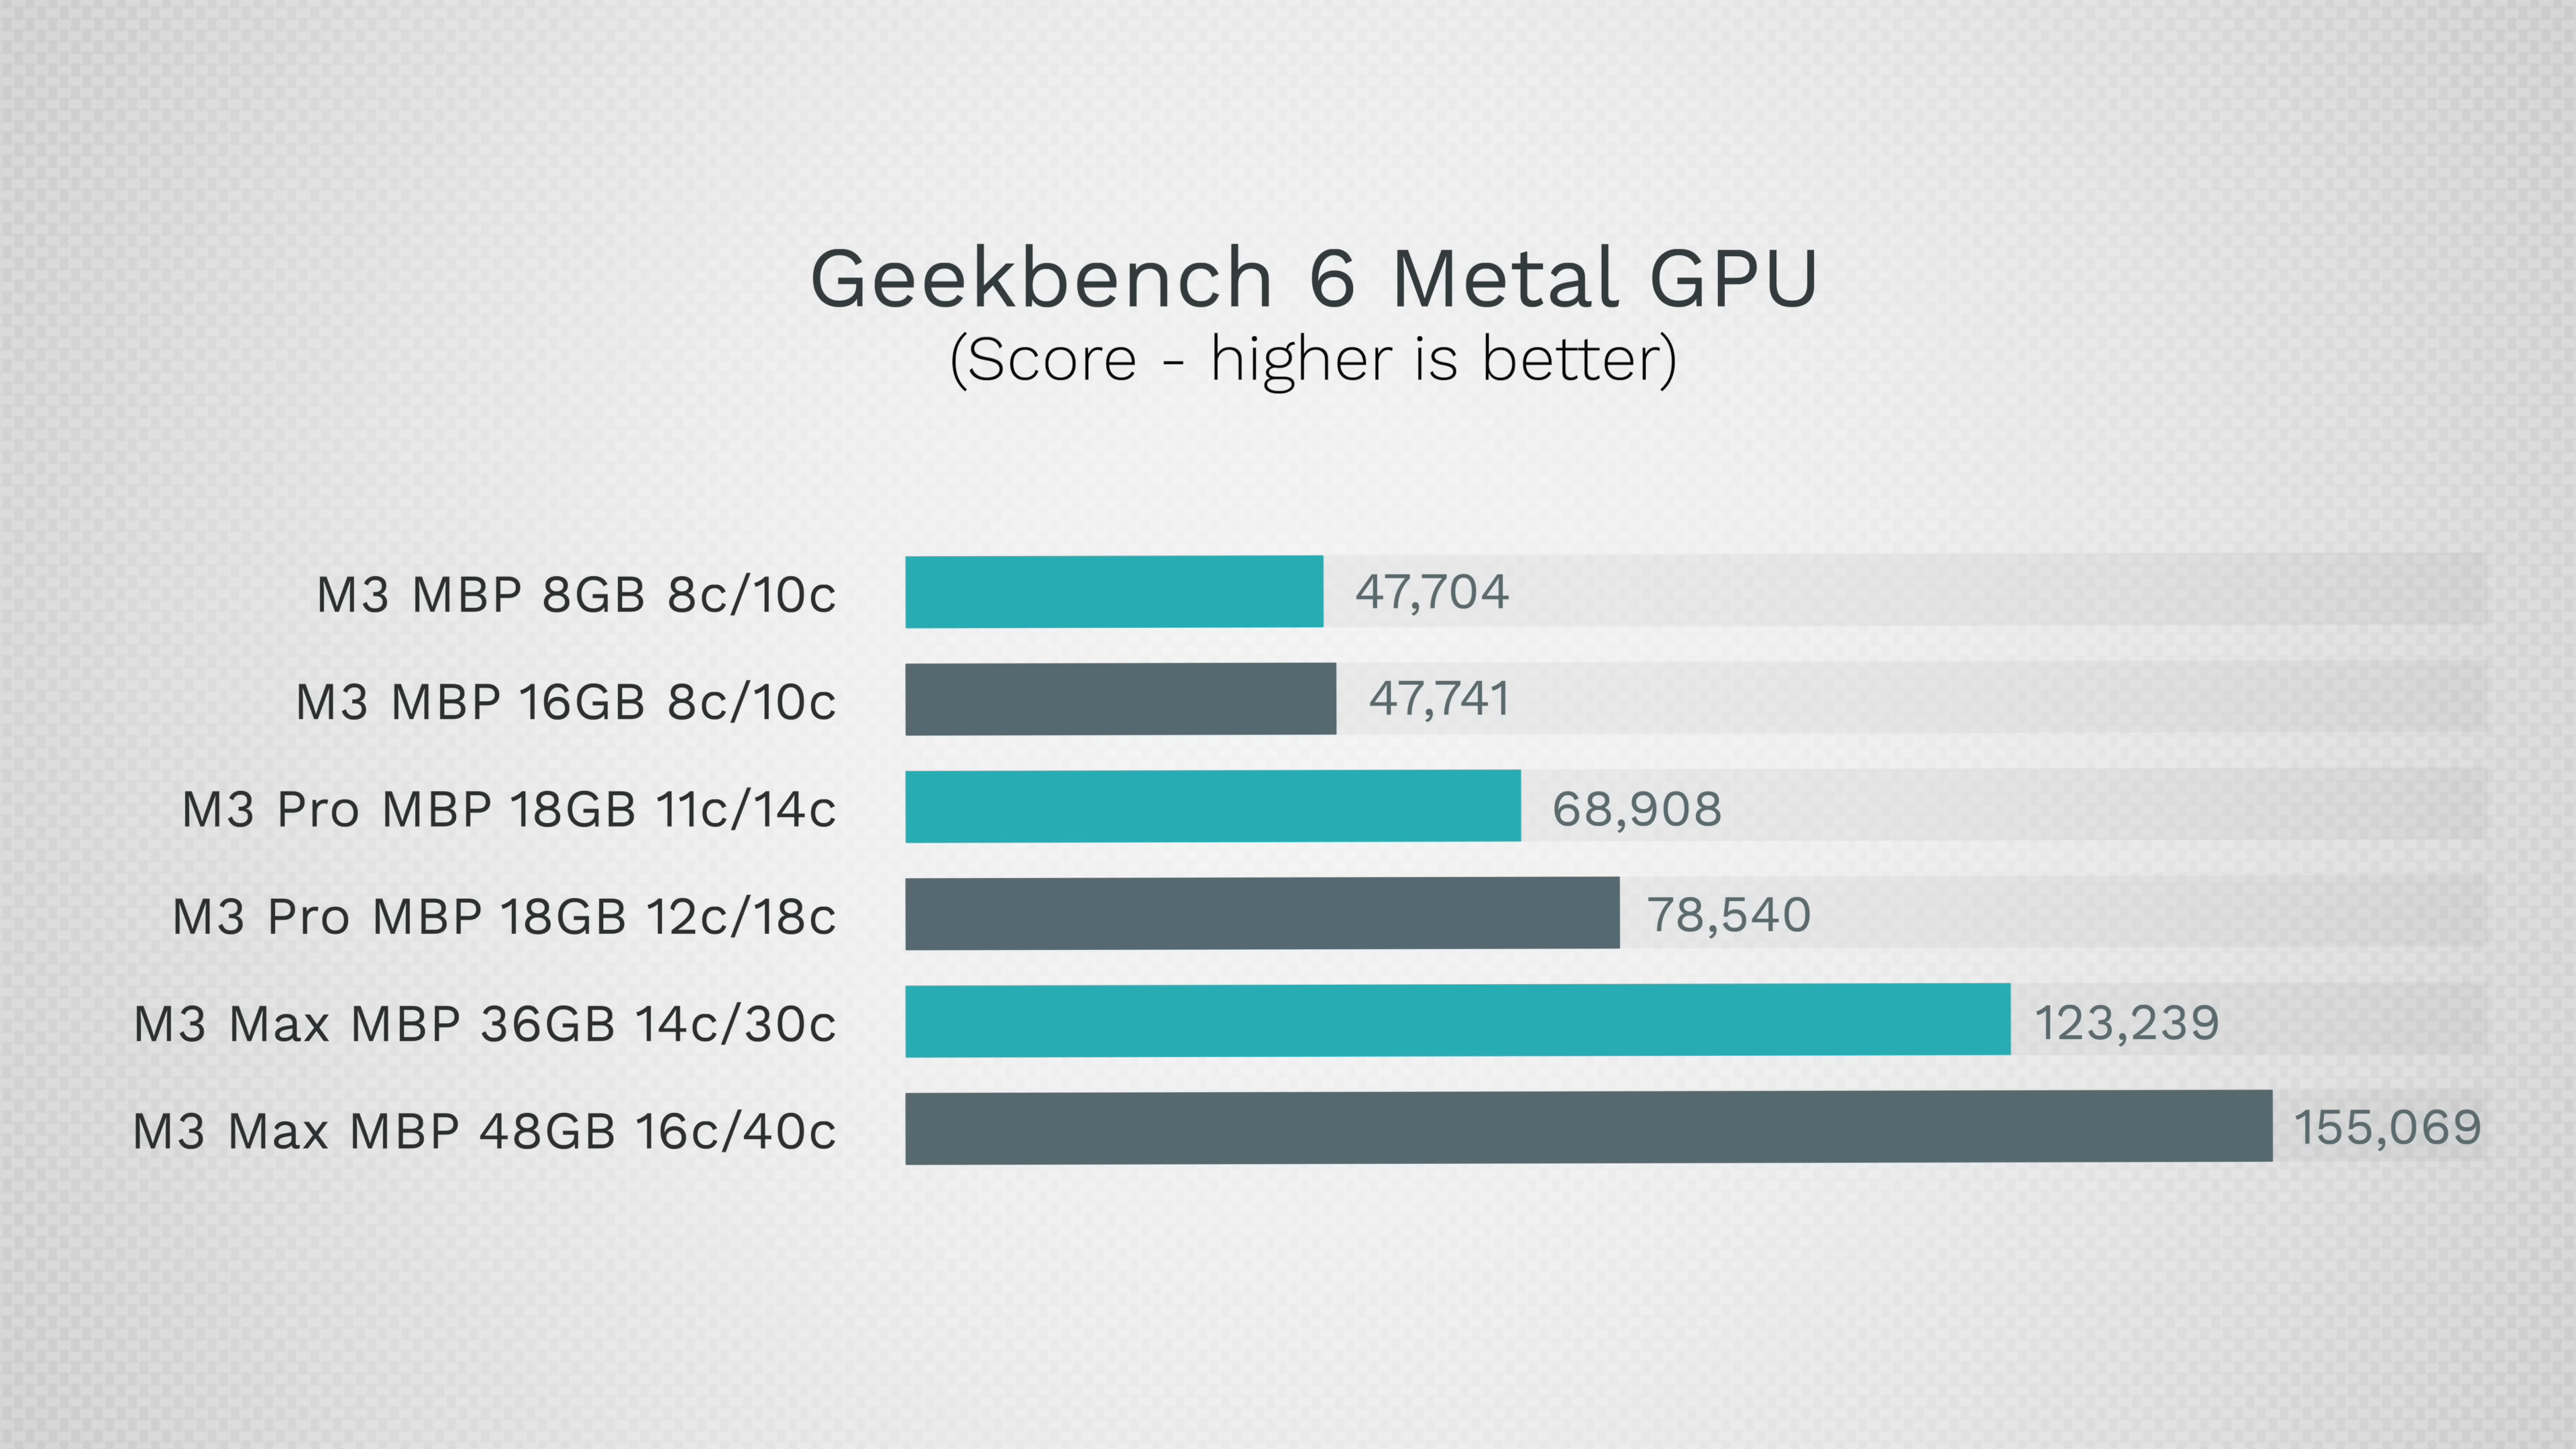 Geekbench 6 Metal GPU
(Score - higher is better)
M3 MBP 8GB 8c/10c 47,704
M3 MBP 16GB 8c/10c 47,741
M3 Pro MBP 18GB 11c/14c 68,908
M3 Pro MBP 18GB 12c/18c 78,540
M3 Max MBP 36GB 14c/30c 123,239
M3 Max MBP 48GB 16c/40c 155,069